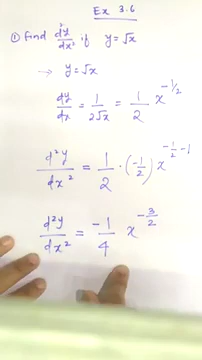 Ex 3.6
① Find d²y/dx² if y = √x
→ y = √x
dy/dx = 1/2√x = 1/2 x^-1/2
d²y/dx² = 1/2 · (-1/2) x^-1/2-1
d²y/dx² = -1/4 x^-3/2